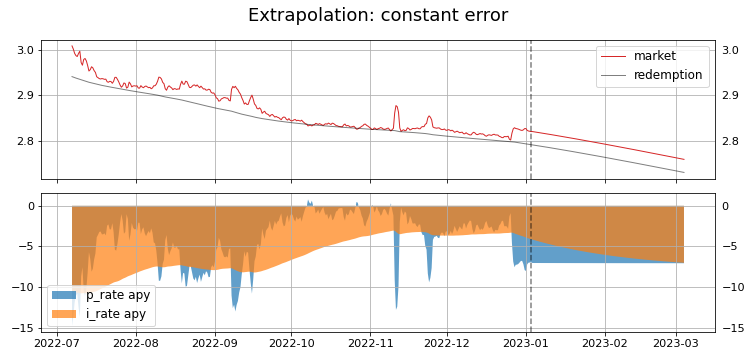 Extrapolation: constant error
3.0
2.9
2.8
market
redemption
3.0
2.9
2.8
0
−5
−10
−15
p_rate apy
i_rate apy
0
−5
−10
−15
2022-07 2022-08 2022-09 2022-10 2022-11 2022-12 2023-01 2023-02 2023-03